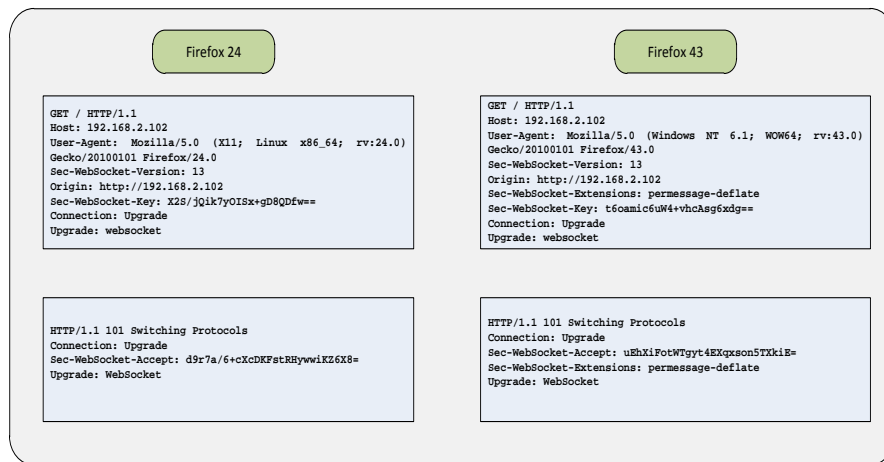 Firefox 24
GET / HTTP/1.1
Host: 192.168.2.102
User-Agent: Mozilla/5.0 (X11; Linux x86_64; rv:24.0)
Gecko/20100101 Firefox/24.0
Sec-WebSocket-Version: 13
Origin: http://192.168.2.102
Sec-WebSocket-Key: X2S/jQik7yOISx+gD8QDfw==
Connection: Upgrade
Upgrade: websocket
HTTP/1.1 101 Switching Protocols
Connection: Upgrade
Sec-WebSocket-Accept: d9r7a/6+cXcDKFstRHywwiKZ6X8=
Upgrade: WebSocket
Firefox 43
GET / HTTP/1.1
Host: 192.168.2.102
User-Agent: Mozilla/5.0 (Windows NT 6.1; WOW64; rv:43.0)
Gecko/20100101 Firefox/43.0
Sec-WebSocket-Version: 13
Origin: http://192.168.2.102
Sec-WebSocket-Extensions: permessage-deflate
Sec-WebSocket-Key: t6oamic6uW4+vhcAsg6xdg==
Connection: Upgrade
Upgrade: websocket
HTTP/1.1 101 Switching Protocols
Connection: Upgrade
Sec-WebSocket-Accept: uEhXiFotWTgyt4EXqxson5TXkiE=
Sec-WebSocket-Extensions: permessage-deflate
Upgrade: WebSocket